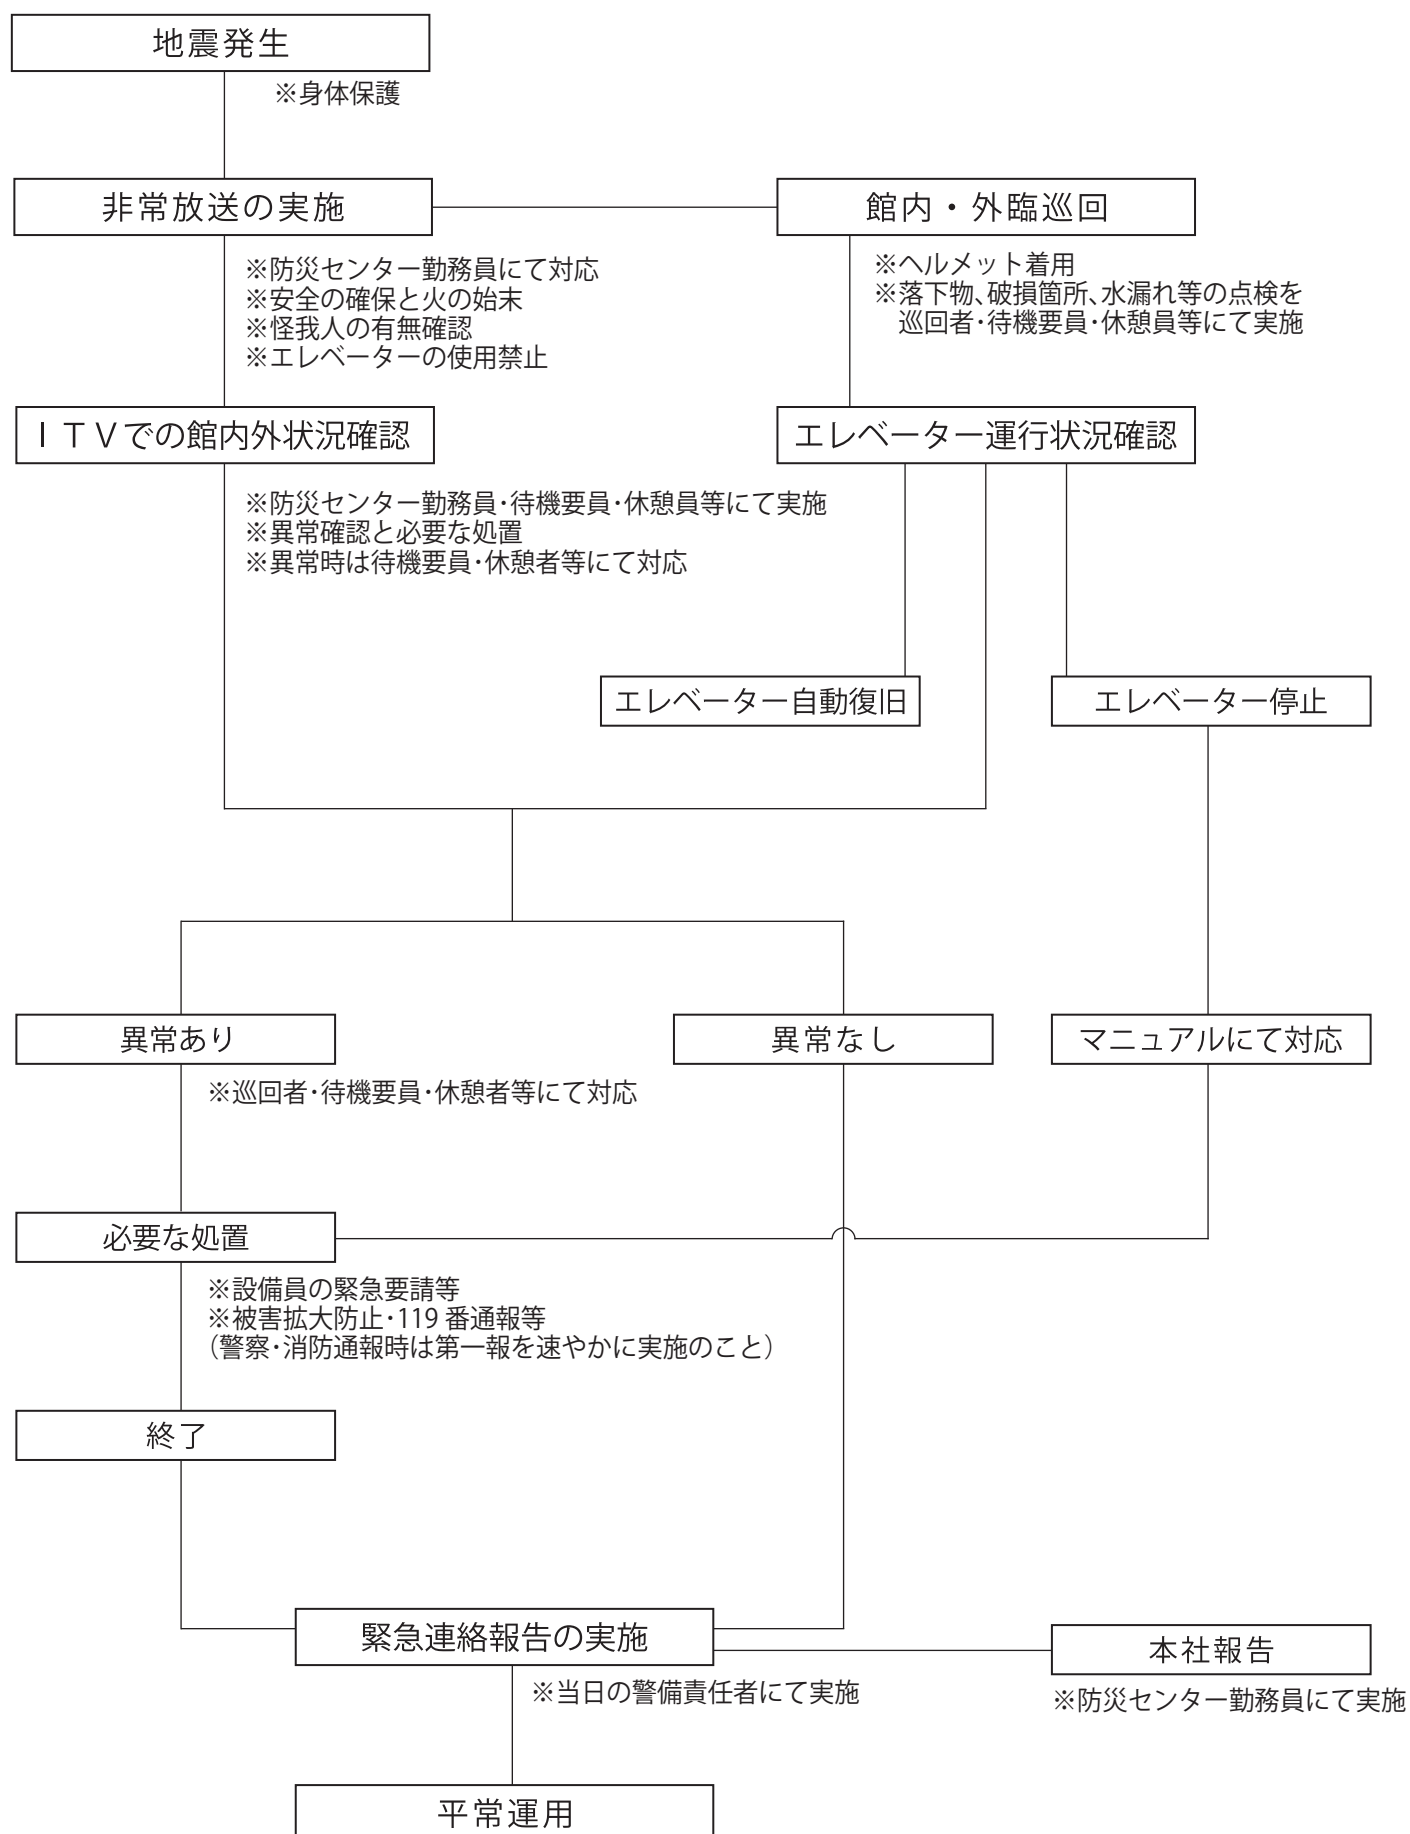 地震発生
※身体保護
非常放送の実施
館内・外臨巡回
※防災センター勤務員にて対応
※安全の確保と火の始末
※怪我人の有無確認
※エレベーターの使用禁止
※ヘルメット着用
※落下物、破損箇所、水漏れ等の点検を
巡回者・待機要員・休憩員等にて実施
ＩＴＶでの館内外状況確認
エレベーター運行状況確認
※防災センター勤務員・待機要員・休憩員等にて実施
※異常確認と必要な処置
※異常時は待機要員・休憩者等にて対応
エレベーター自動復旧
エレベーター停止
異常あり
異常なし
マニュアルにて対応
※巡回者・待機要員・休憩者等にて対応
必要な処置
※設備員の緊急要請等
※被害拡大防止・119 番通報等
（警察・消防通報時は第一報を速やかに実施のこと）
終了
緊急連絡報告の実施
本社報告
※当日の警備責任者にて実施
※防災センター勤務員にて実施
平常運用